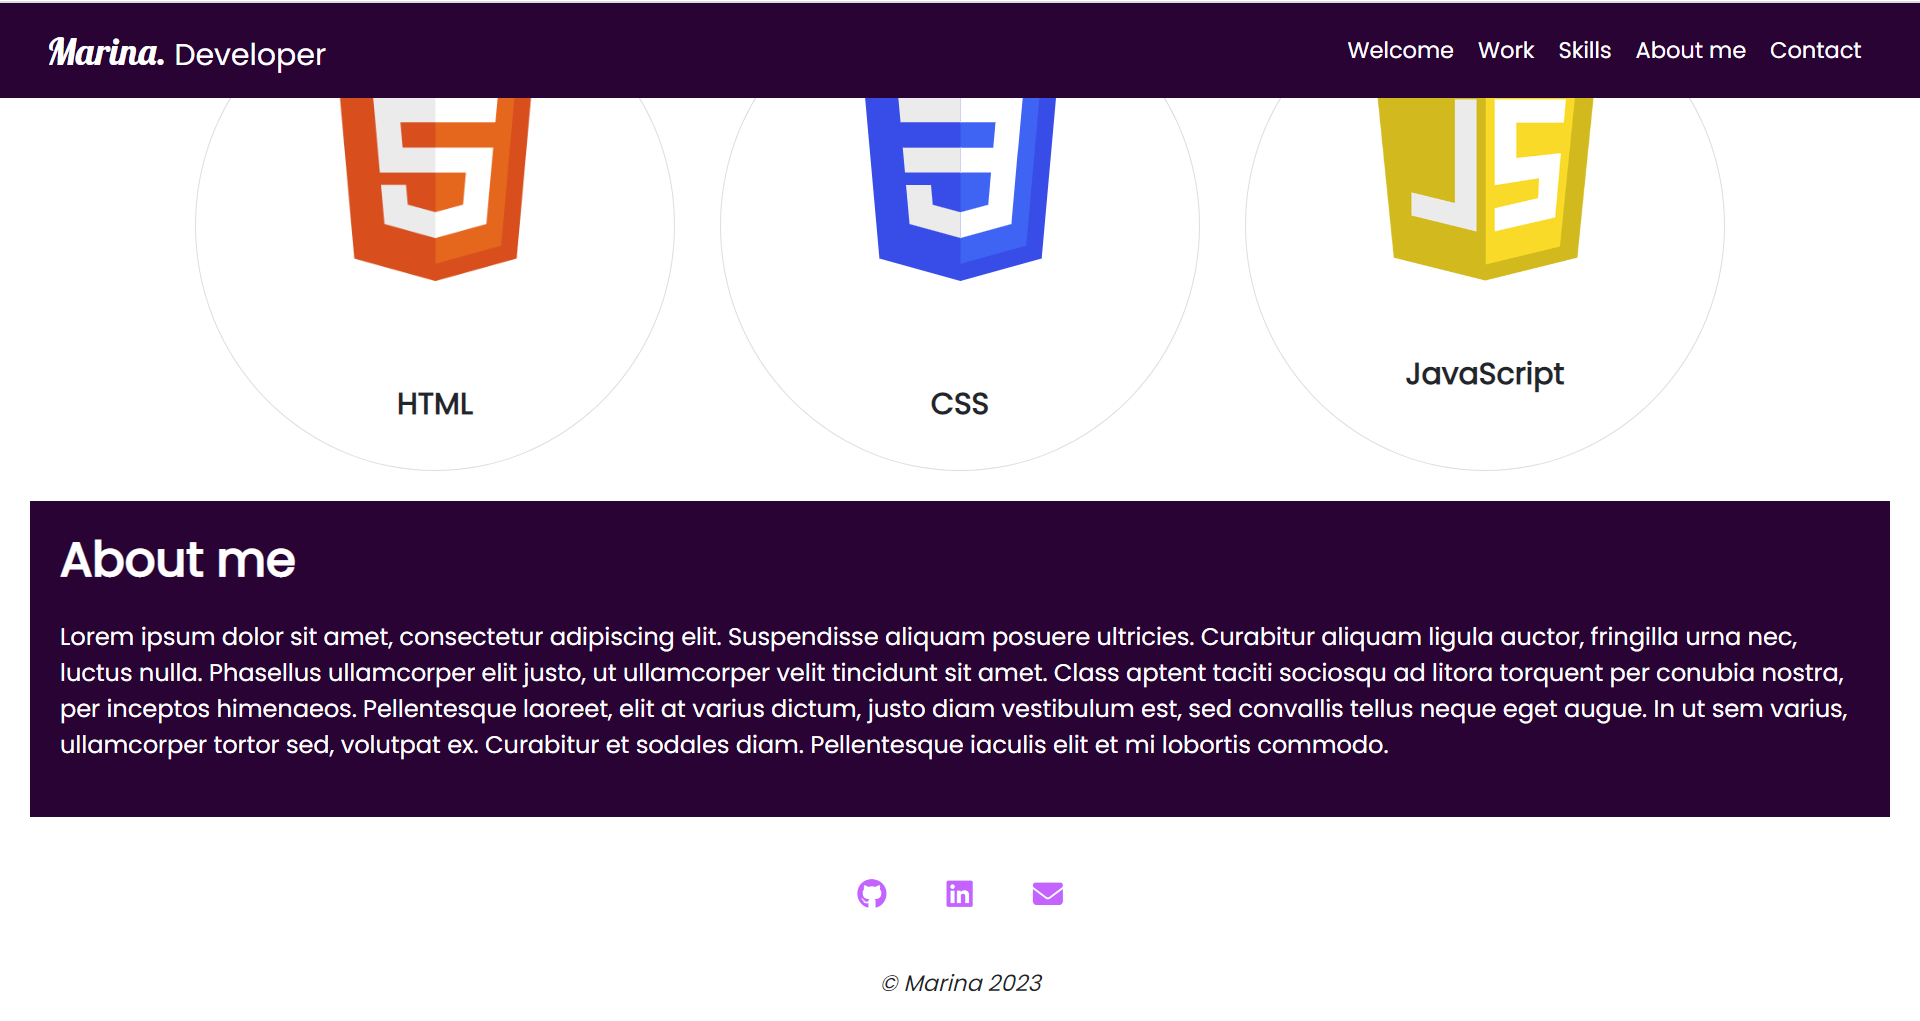 Marina. Developer
Welcome Work Skills About me Contact
JS
HTML
CSS
JavaScript
About me
Lorem ipsum dolor sit amet, consectetur adipiscing elit. Suspendisse aliquam posuere ultricies. Curabitur aliquam ligula auctor, fringilla urna nec,
luctus nulla. Phasellus ullamcorper elit justo, ut ullamcorper velit tincidunt sit amet. Class aptent taciti sociosqu ad litora torquent per conubia nostra,
per inceptos himenaeos. Pellentesque laoreet, elit at varius dictum, justo diam vestibulum est, sed convallis tellus neque eget augue. In ut sem varius,
ullamcorper tortor sed, volutpat ex. Curabitur et sodales diam. Pellentesque iaculis elit et mi lobortis commodo.
in
© Marina 2023